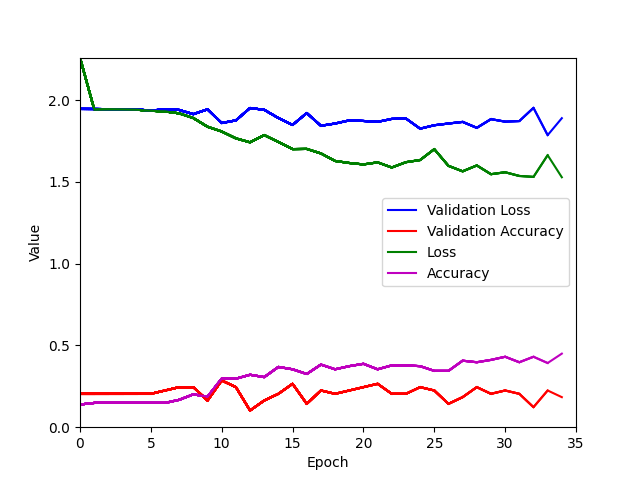 2.0
1.5
1.0
0.5
0.0
Value
Validation Loss
Validation Accuracy
Loss
Accuracy
0 5 10 15 20 25 30 35
Epoch